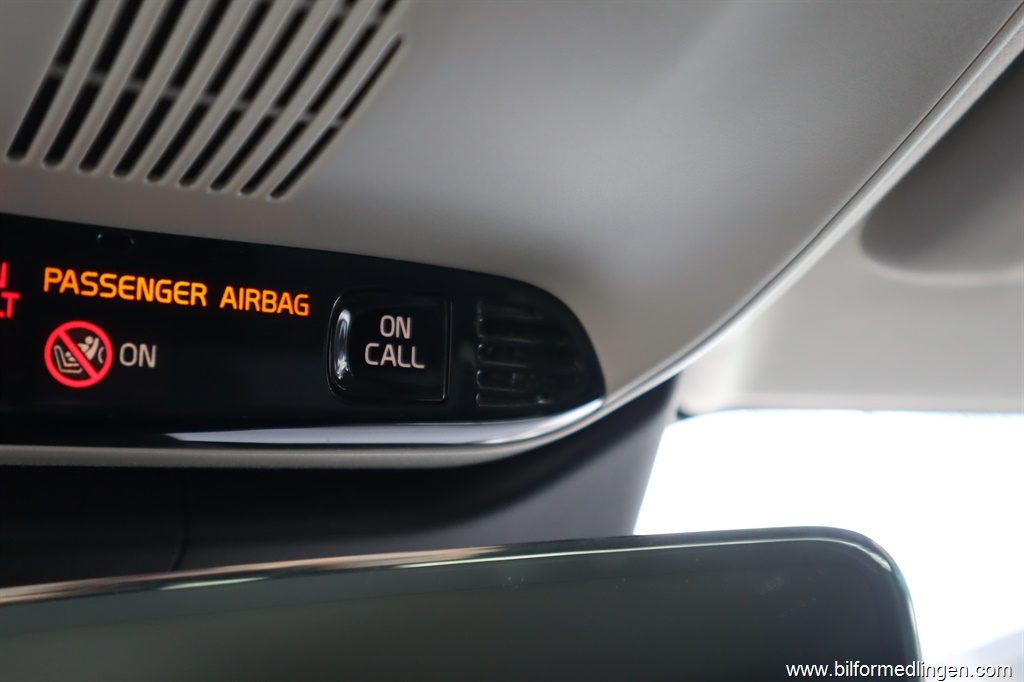 PASSENGER AIRBAG
ON
ON
CALL
www.bilformedlingen.com